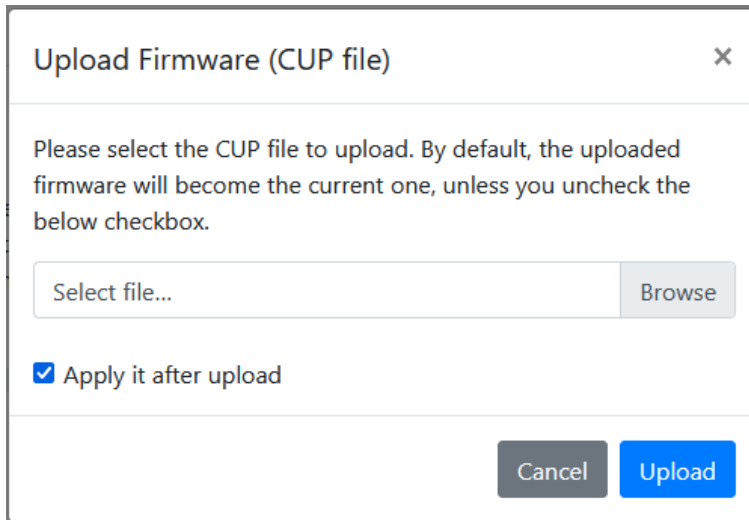 Upload Firmware (CUP file)
×
Please select the CUP file to upload. By default, the uploaded
firmware will become the current one, unless you uncheck the
below checkbox.
Select file...
Browse
Apply it after upload
Cancel
Upload